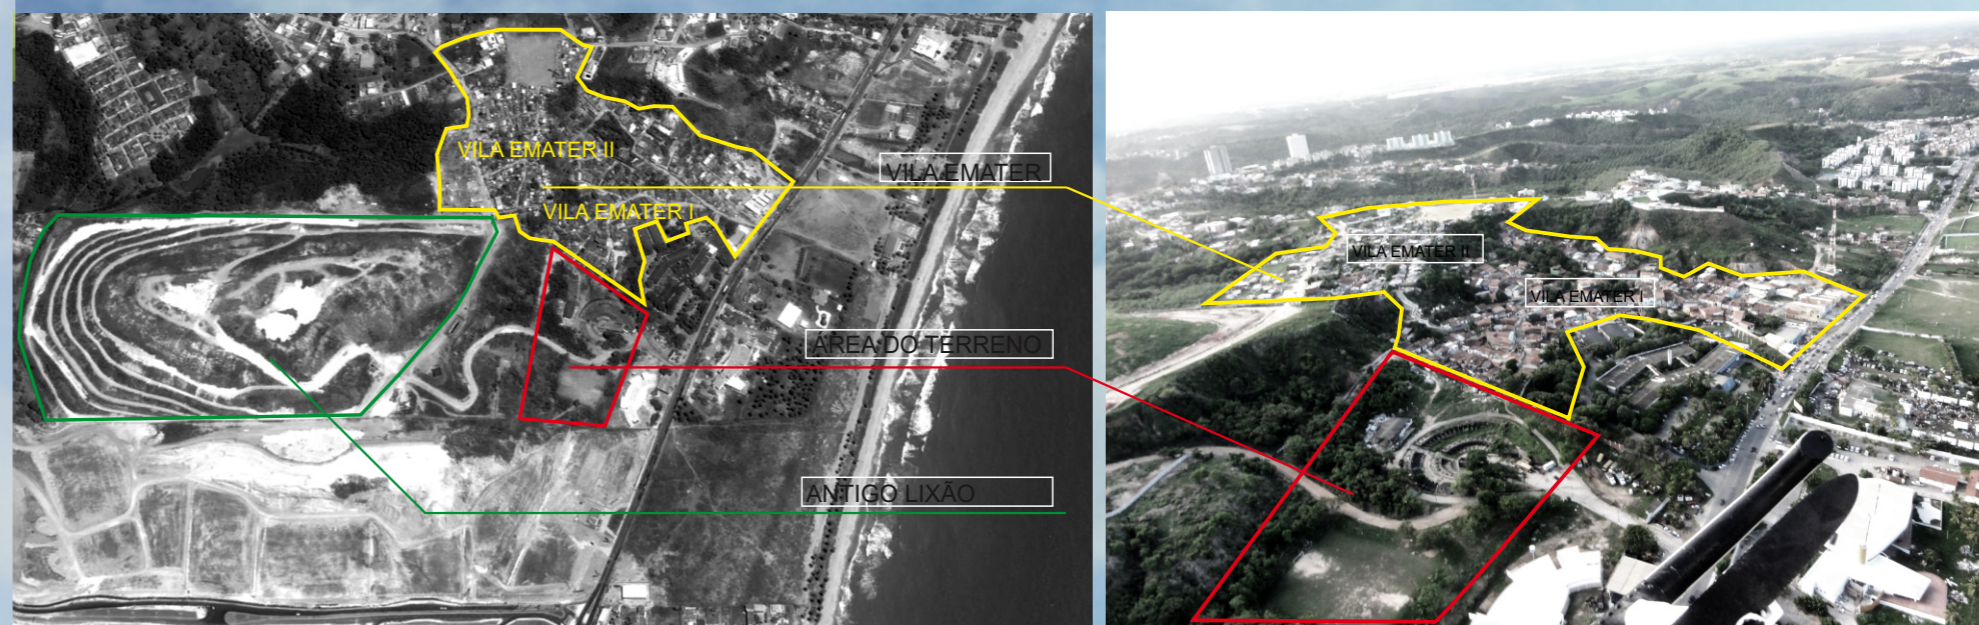 VILA EMATER II
VILA EMATER
VILA EMATER I
ÁREA DO TERRENO
ANTIGO LIXÃO
VILA EMATER II
VILA EMATER I